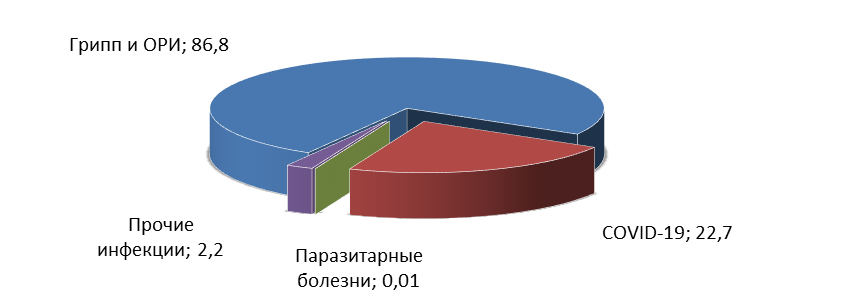 Грипп и ОРИ; 86,8
Прочие
инфекции; 2,2
Паразитарные
болезни; 0,01
COVID-19; 22,7